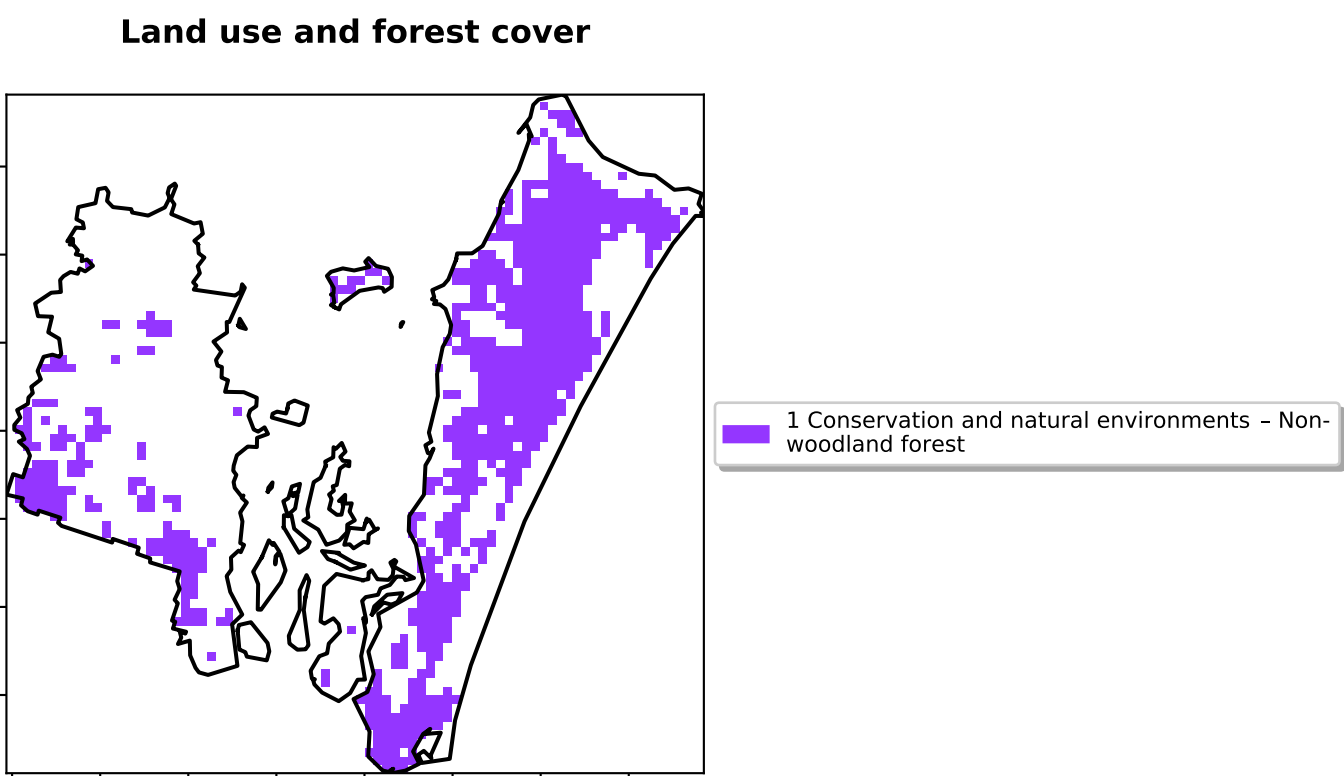 Land use and forest cover
1 Conservation and natural environments – Non-
woodland forest